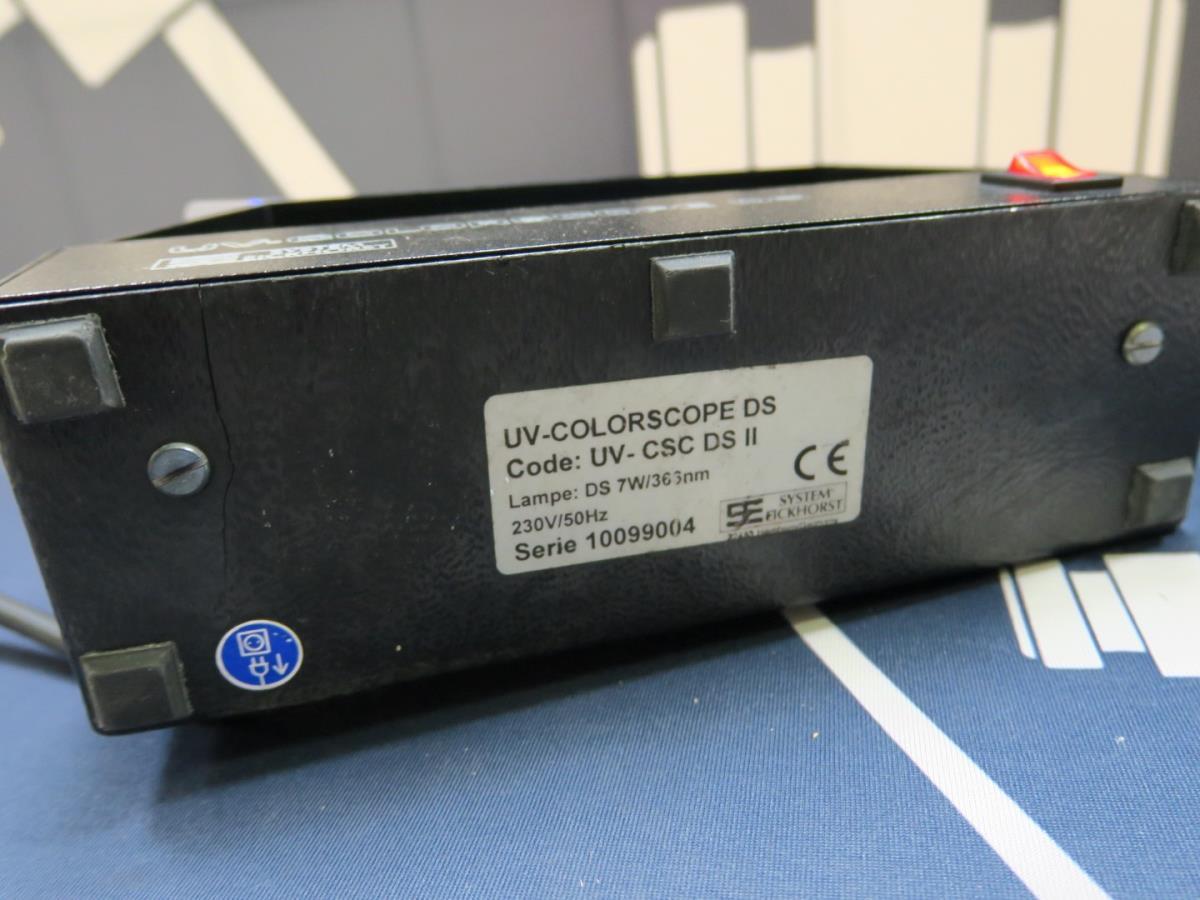 UV-COLORSCOPE DS
Code: UV- CSC DS II
Lampe: DS 7W/366nm
230V/50Hz
Serie 10099004
CE
SE SYSTEM
EICKHORST